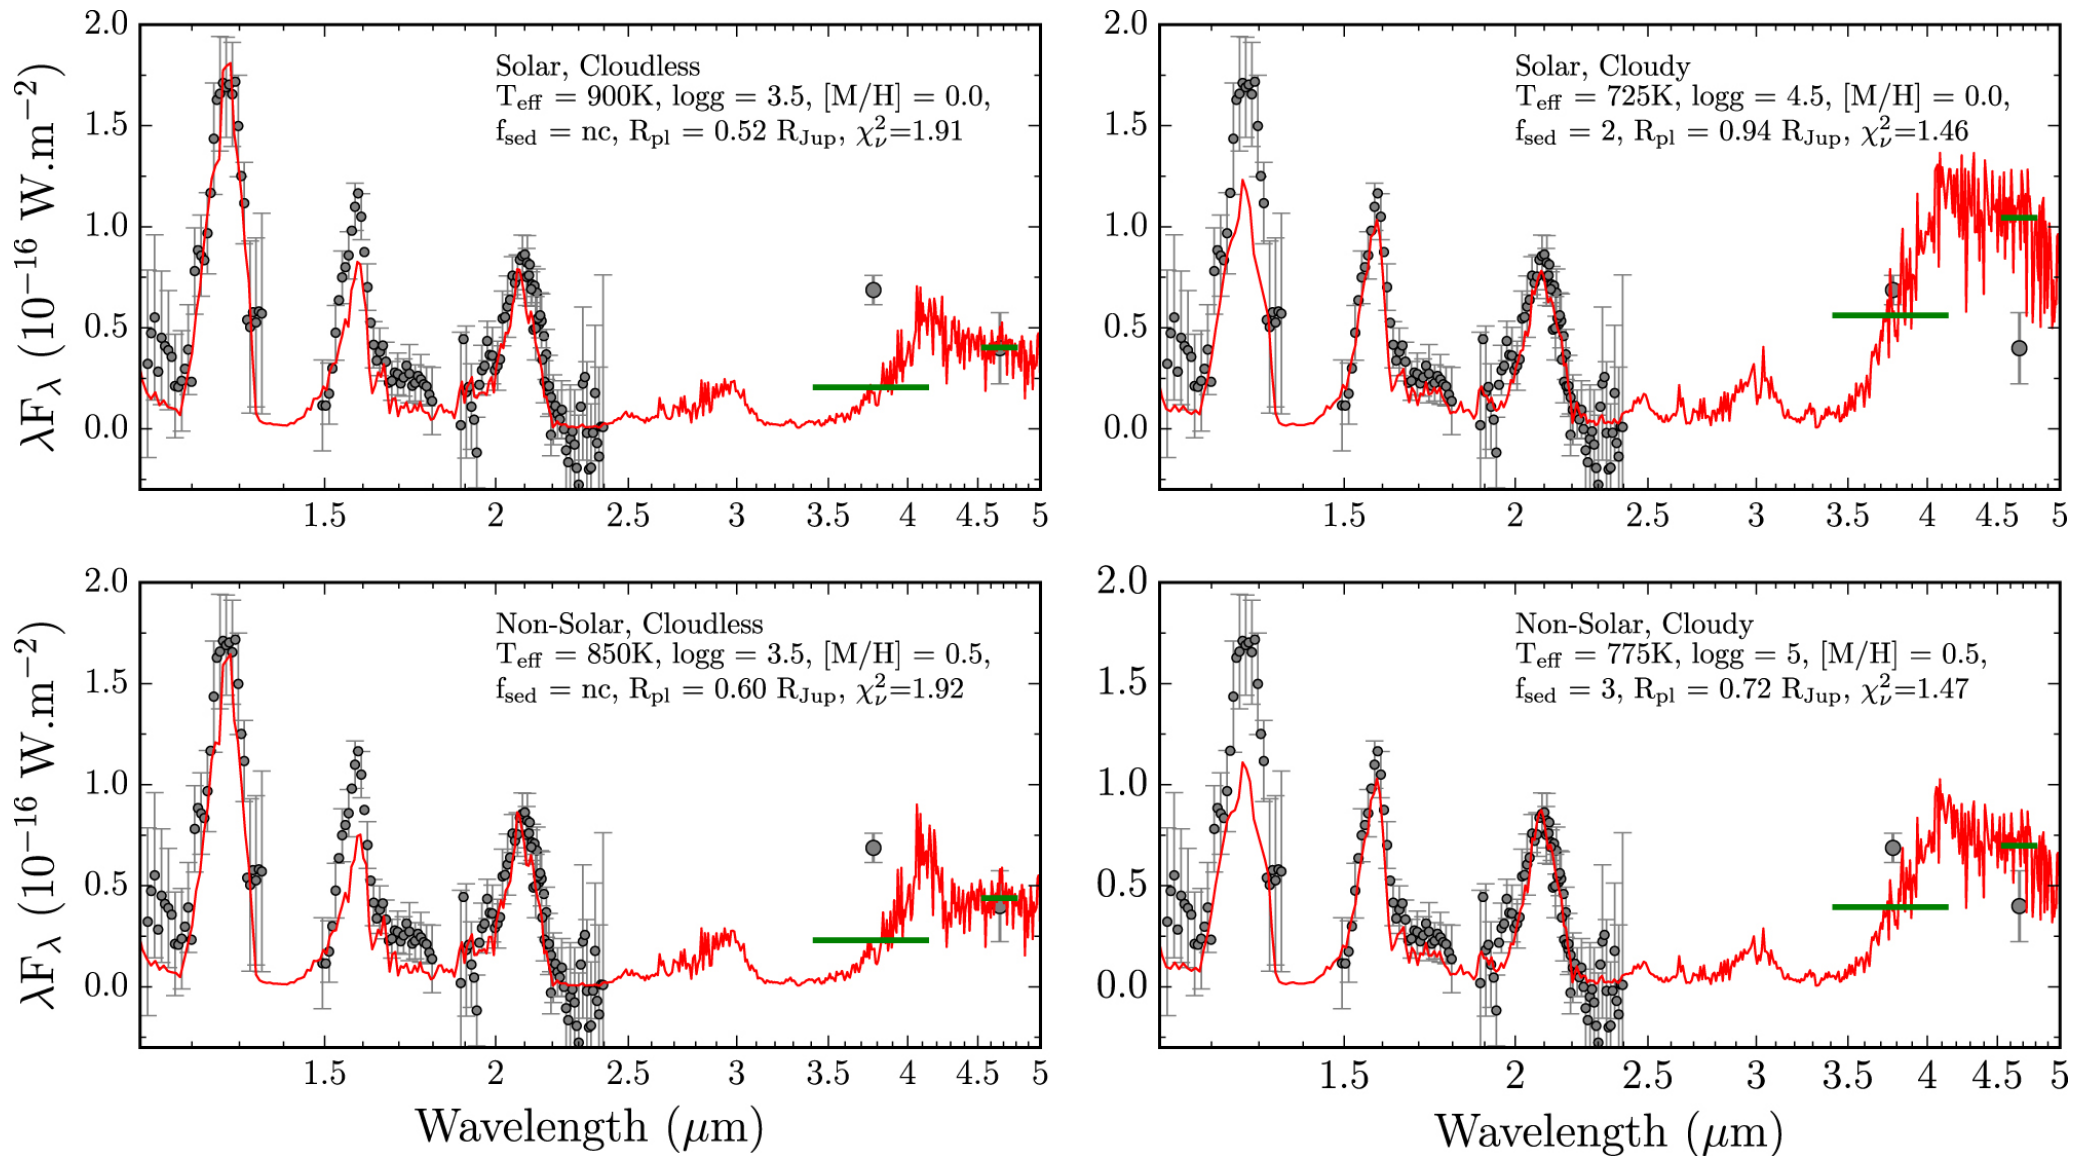 2.0
1.5
1.0
0.5
0.0
λF_λ (10⁻¹⁶ W.m⁻²)
Solar, Cloudless
T_eff = 900K, logg = 3.5, [M/H] = 0.0,
f_sed = nc, R_pl = 0.52 R_Jup, χ²_ν=1.91
1.5 2 2.5 3 3.5 4 4.5 5
2.0
1.5
1.0
0.5
0.0
Solar, Cloudy
T_eff = 725K, logg = 4.5, [M/H] = 0.0,
f_sed = 2, R_pl = 0.94 R_Jup, χ²_ν=1.46
1.5 2 2.5 3 3.5 4 4.5 5
2.0
1.5
1.0
0.5
0.0
λF_λ (10⁻¹⁶ W.m⁻²)
Non-Solar, Cloudless
T_eff = 850K, logg = 3.5, [M/H] = 0.5,
f_sed = nc, R_pl = 0.60 R_Jup, χ²_ν=1.92
1.5 2 2.5 3 3.5 4 4.5 5
Wavelength (μm)
2.0
1.5
1.0
0.5
0.0
Non-Solar, Cloudy
T_eff = 775K, logg = 5, [M/H] = 0.5,
f_sed = 3, R_pl = 0.72 R_Jup, χ²_ν=1.47
1.5 2 2.5 3 3.5 4 4.5 5
Wavelength (μm)